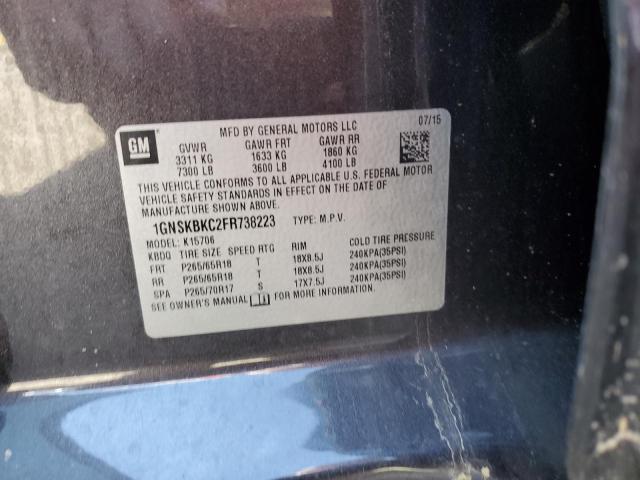 GM
MFD BY GENERAL MOTORS LLC 07/15
GVWR GAWR FRT GAWR RR
3311 KG 1633 KG 1860 KG
7300 LB 3600 LB 4100 LB
THIS VEHICLE CONFORMS TO ALL APPLICABLE U.S. FEDERAL MOTOR
VEHICLE SAFETY STANDARDS IN EFFECT ON THE DATE OF
MANUFACTURE SHOWN ABOVE.
1GNSKBKC2FR738223 TYPE: M.P.V.
MODEL: K15706
KBDQ TIRE SIZE SPEED RTG RIM COLD TIRE PRESSURE
FRT P265/65R18 T 18X8.5J 240KPA(35PSI)
RR P265/65R18 T 18X8.5J 240KPA(35PSI)
SPA P265/70R17 S 17X7.5J 240KPA(35PSI)
SEE OWNER'S MANUAL FOR MORE INFORMATION.